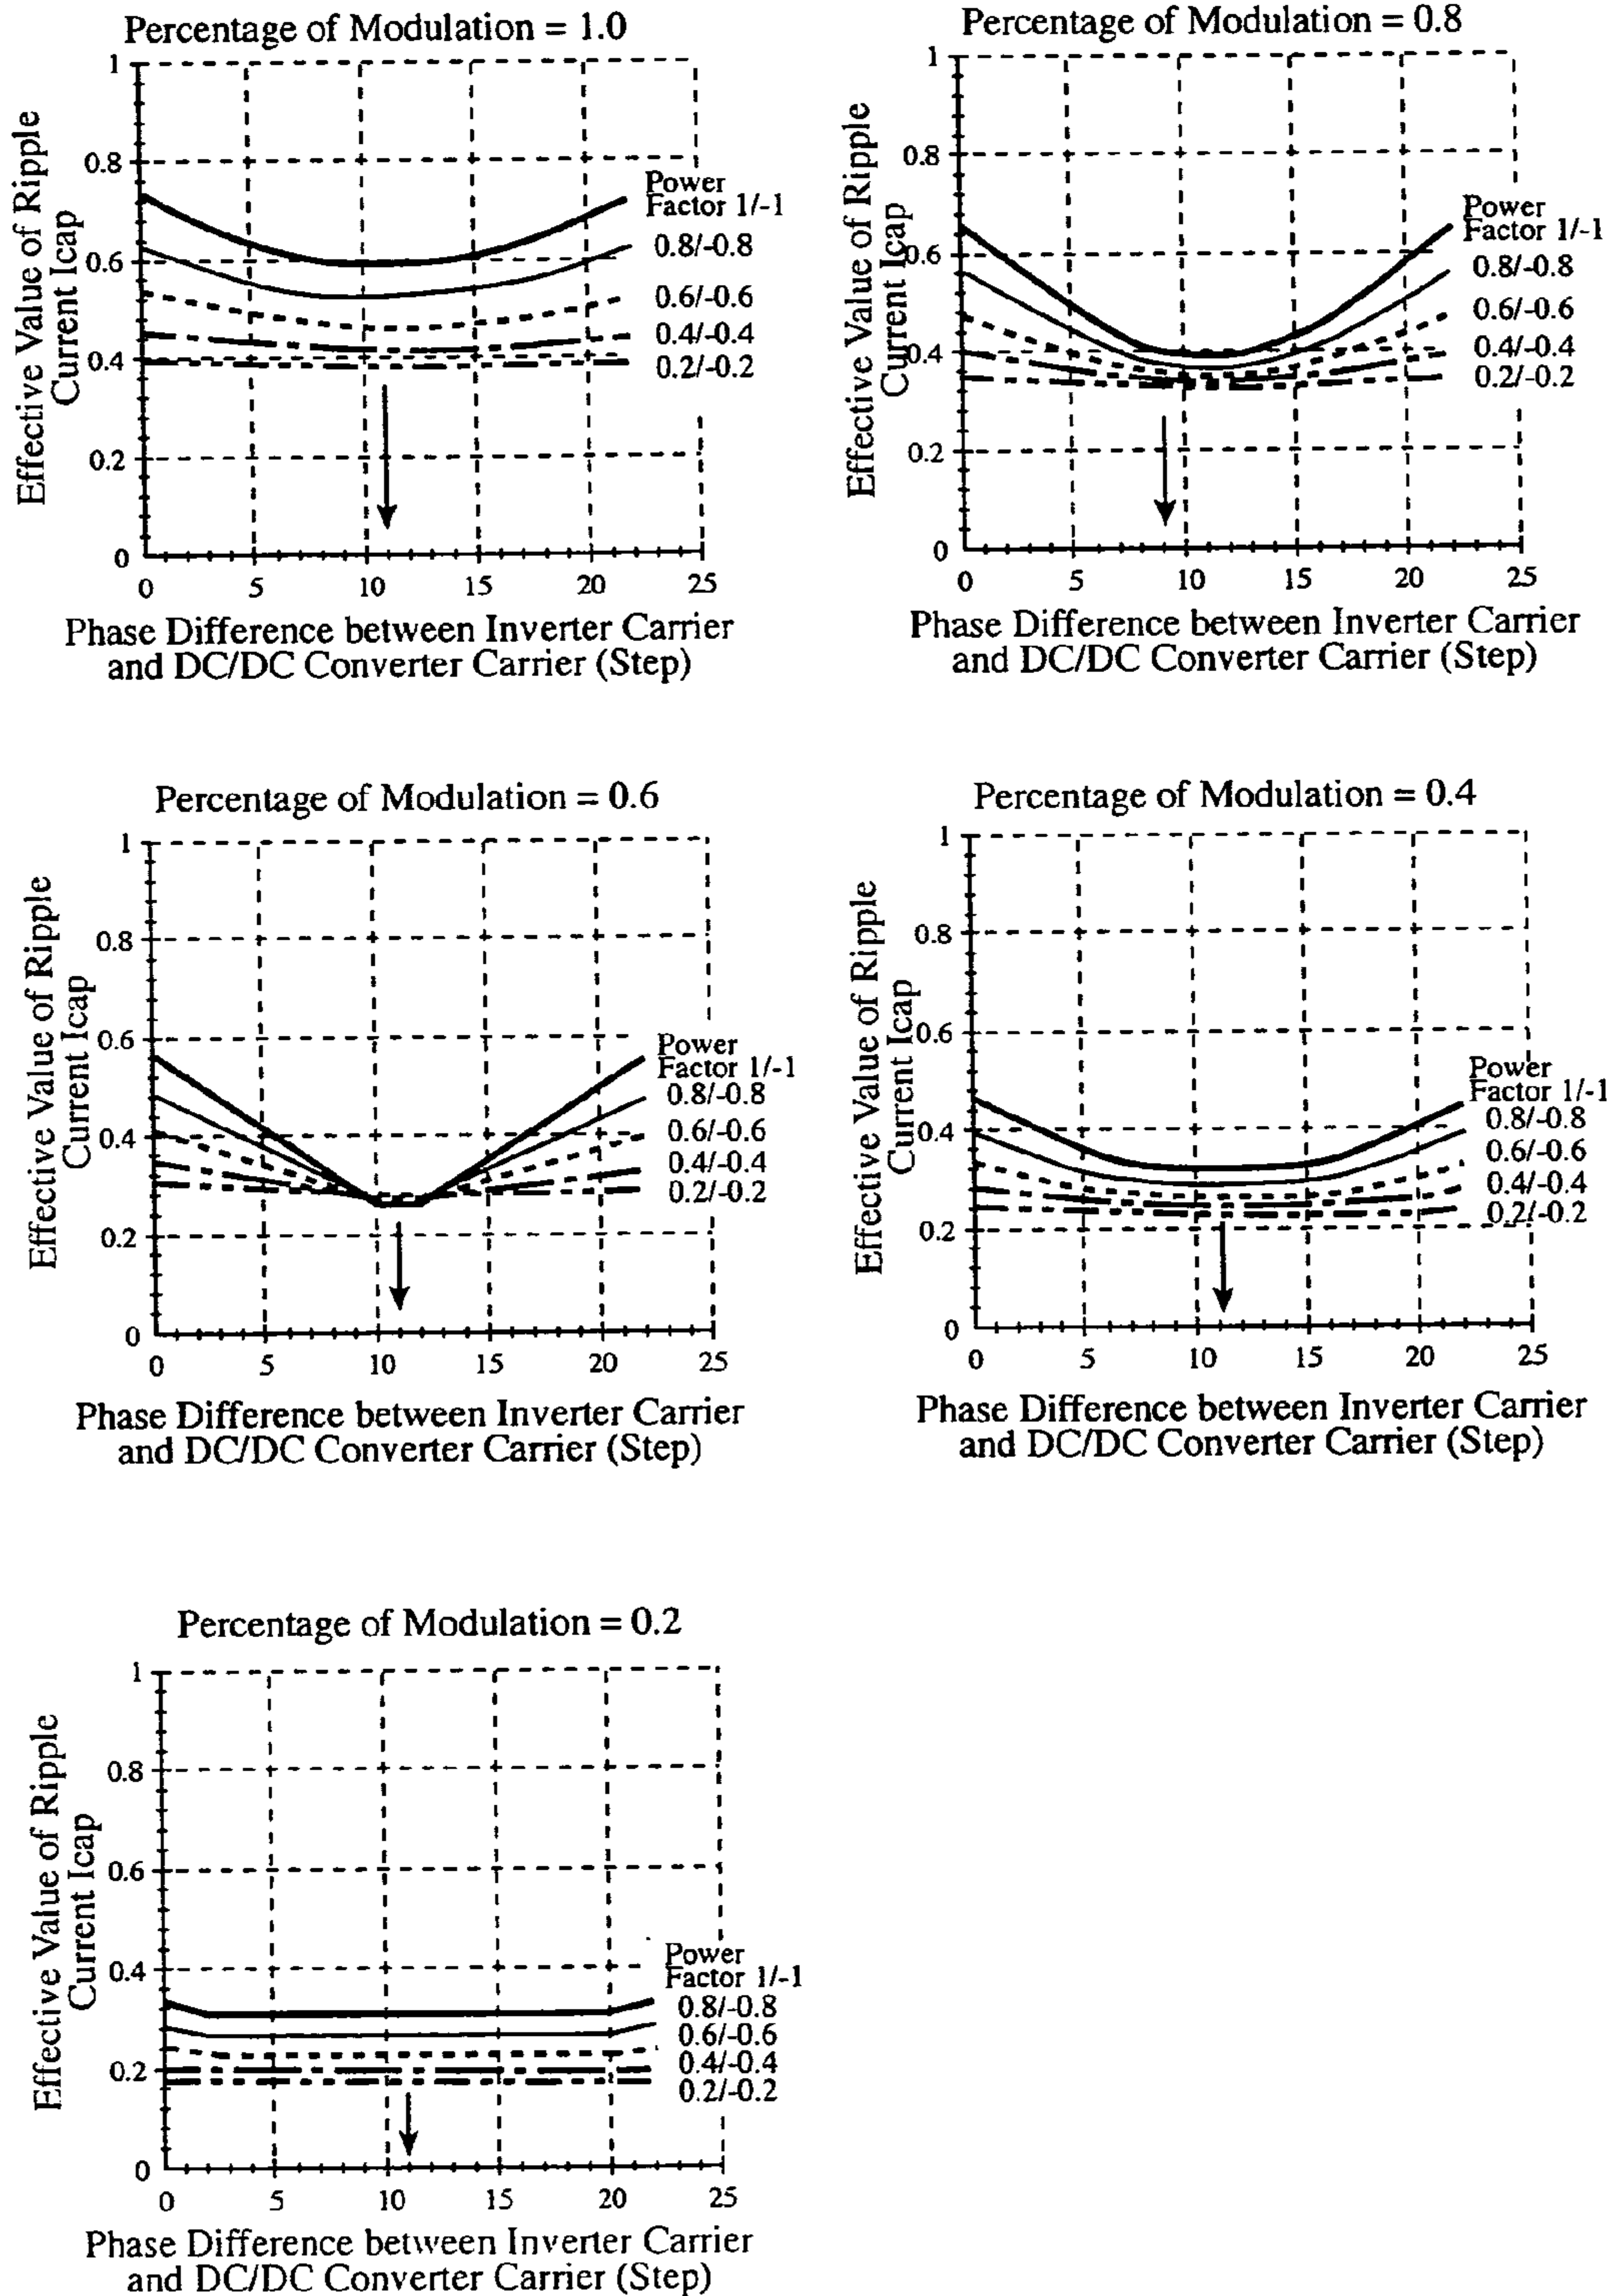 Percentage of Modulation = 1.0
Effective Value of Ripple
Current Icap
1
0.8
0.6
0.4
0.2
0
0 5 10 15 20 25
Power
Factor 1/-1
0.8/-0.8
0.6/-0.6
0.4/-0.4
0.2/-0.2
Phase Difference between Inverter Carrier
and DC/DC Converter Carrier (Step)
Percentage of Modulation = 0.8
Effective Value of Ripple
Current Icap
1
0.8
0.6
0.4
0.2
0
0 5 10 15 20 25
Power
Factor 1/-1
0.8/-0.8
0.6/-0.6
0.4/-0.4
0.2/-0.2
Phase Difference between Inverter Carrier
and DC/DC Converter Carrier (Step)
Percentage of Modulation = 0.6
Effective Value of Ripple
Current Icap
1
0.8
0.6
0.4
0.2
0
0 5 10 15 20 25
Power
Factor 1/-1
0.8/-0.8
0.6/-0.6
0.4/-0.4
0.2/-0.2
Phase Difference between Inverter Carrier
and DC/DC Converter Carrier (Step)
Percentage of Modulation = 0.4
Effective Value of Ripple
Current Icap
1
0.8
0.6
0.4
0.2
0
0 5 10 15 20 25
Power
Factor 1/-1
0.8/-0.8
0.6/-0.6
0.4/-0.4
0.2/-0.2
Phase Difference between Inverter Carrier
and DC/DC Converter Carrier (Step)
Percentage of Modulation = 0.2
Effective Value of Ripple
Current Icap
1
0.8
0.6
0.4
0.2
0
0 5 10 15 20 25
Power
Factor 1/-1
0.8/-0.8
0.6/-0.6
0.4/-0.4
0.2/-0.2
Phase Difference between Inverter Carrier
and DC/DC Converter Carrier (Step)